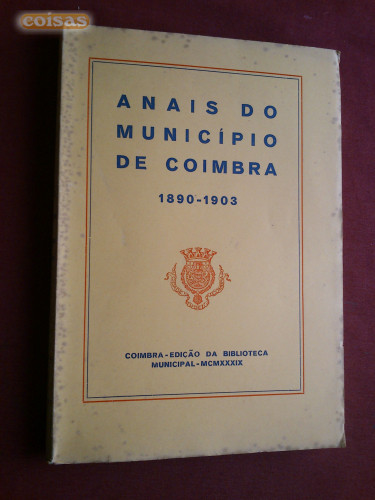 coisas
ANAIS DO
MUNICÍPIO
DE COIMBRA
1890-1903
COIMBRA-EDIÇÃO DA BIBLIOTECA
MUNICIPAL-MCMXXXIX